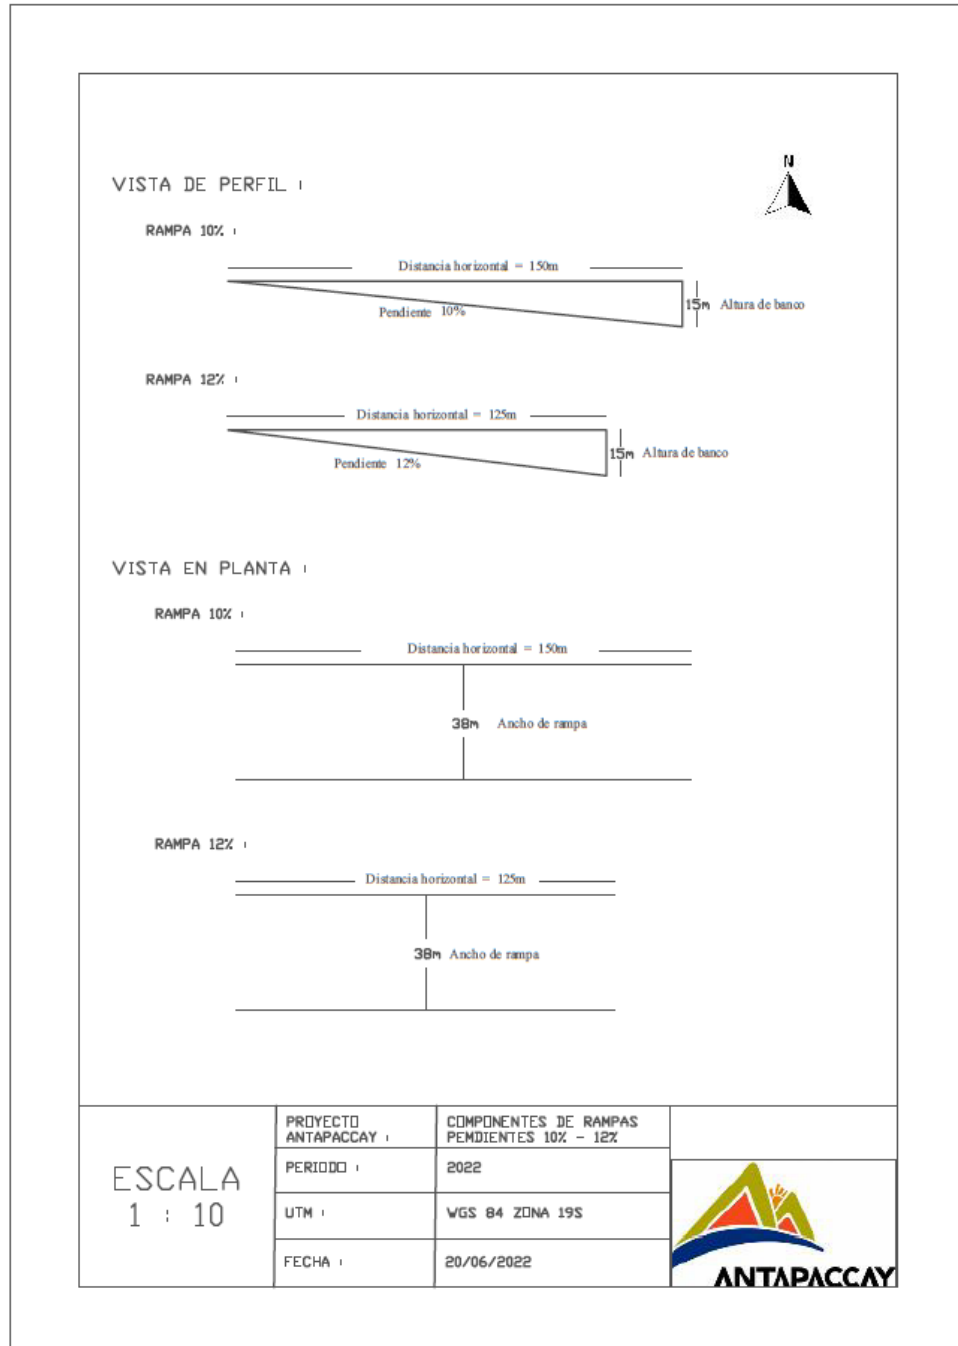 N
VISTA DE PERFIL :
RAMPA 10% :
Distancia horizontal = 150m
15m Altura de banco
Pendiente 10%
RAMPA 12% :
Distancia horizontal = 125m
15m Altura de banco
Pendiente 12%
VISTA EN PLANTA :
RAMPA 10% :
Distancia horizontal = 150m
38m Ancho de rampa
RAMPA 12% :
Distancia horizontal = 125m
38m Ancho de rampa
ESCALA
1 : 10
PROYECTO
ANTAPACCAY :
COMPONENTES DE RAMPAS
PEMDIENTES 10% - 12%
PERIODO :
2022
UTM :
WGS 84 ZONA 19S
FECHA :
20/06/2022
ANTAPACCAY